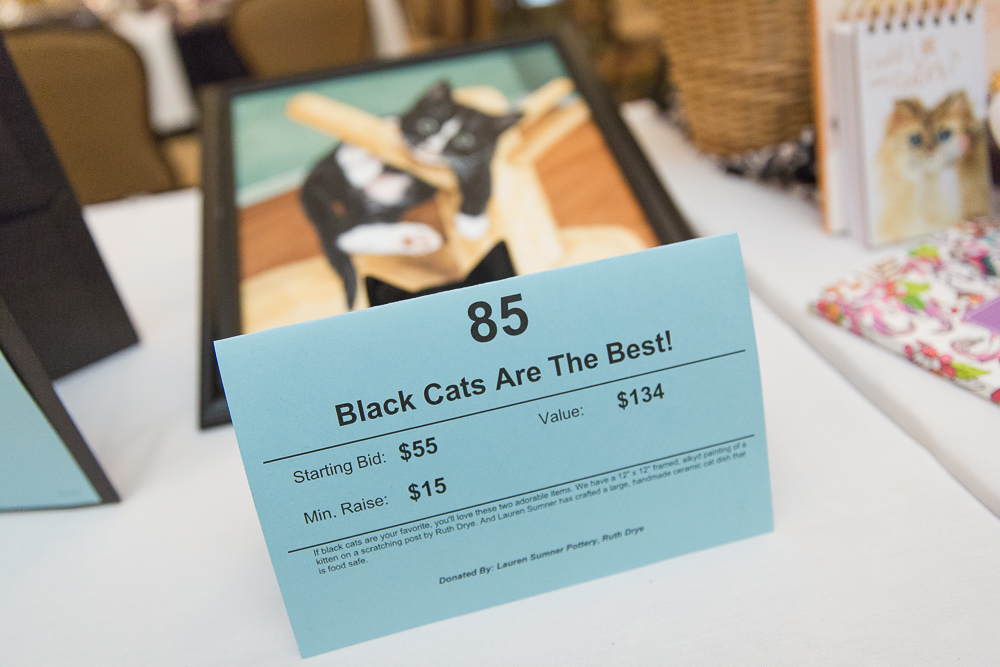 85
Black Cats Are The Best!
Starting Bid: $55 Value: $134
Min. Raise: $15
If black cats are your favorite, you'll love these two adorable items. We have a 12" x 12" framed, alkyd painting of a
kitten on a scratching post by Ruth Drye. And Lauren Sumner has crafted a large, handmade ceramic cat dish that
is food safe.
Donated By: Lauren Sumner Pottery, Ruth Drye